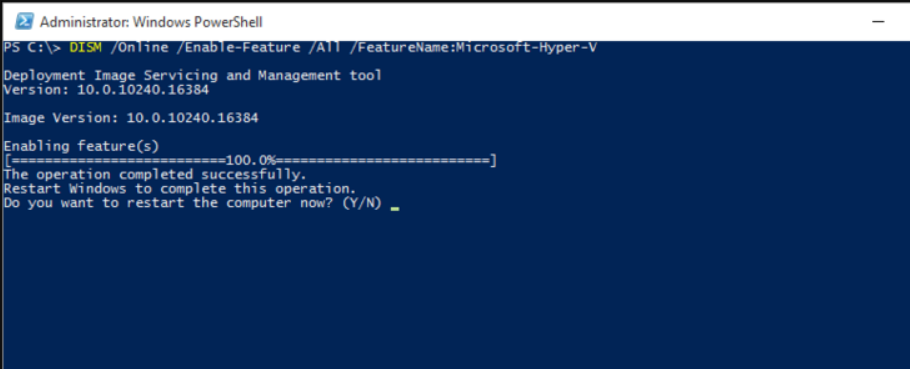 Administrator: Windows PowerShell
PS C:\> DISM /Online /Enable-Feature /All /FeatureName:Microsoft-Hyper-V
Deployment Image Servicing and Management tool
Version: 10.0.10240.16384
Image Version: 10.0.10240.16384
Enabling feature(s)
[==========================100.0%==========================]
The operation completed successfully.
Restart Windows to complete this operation.
Do you want to restart the computer now? (Y/N)